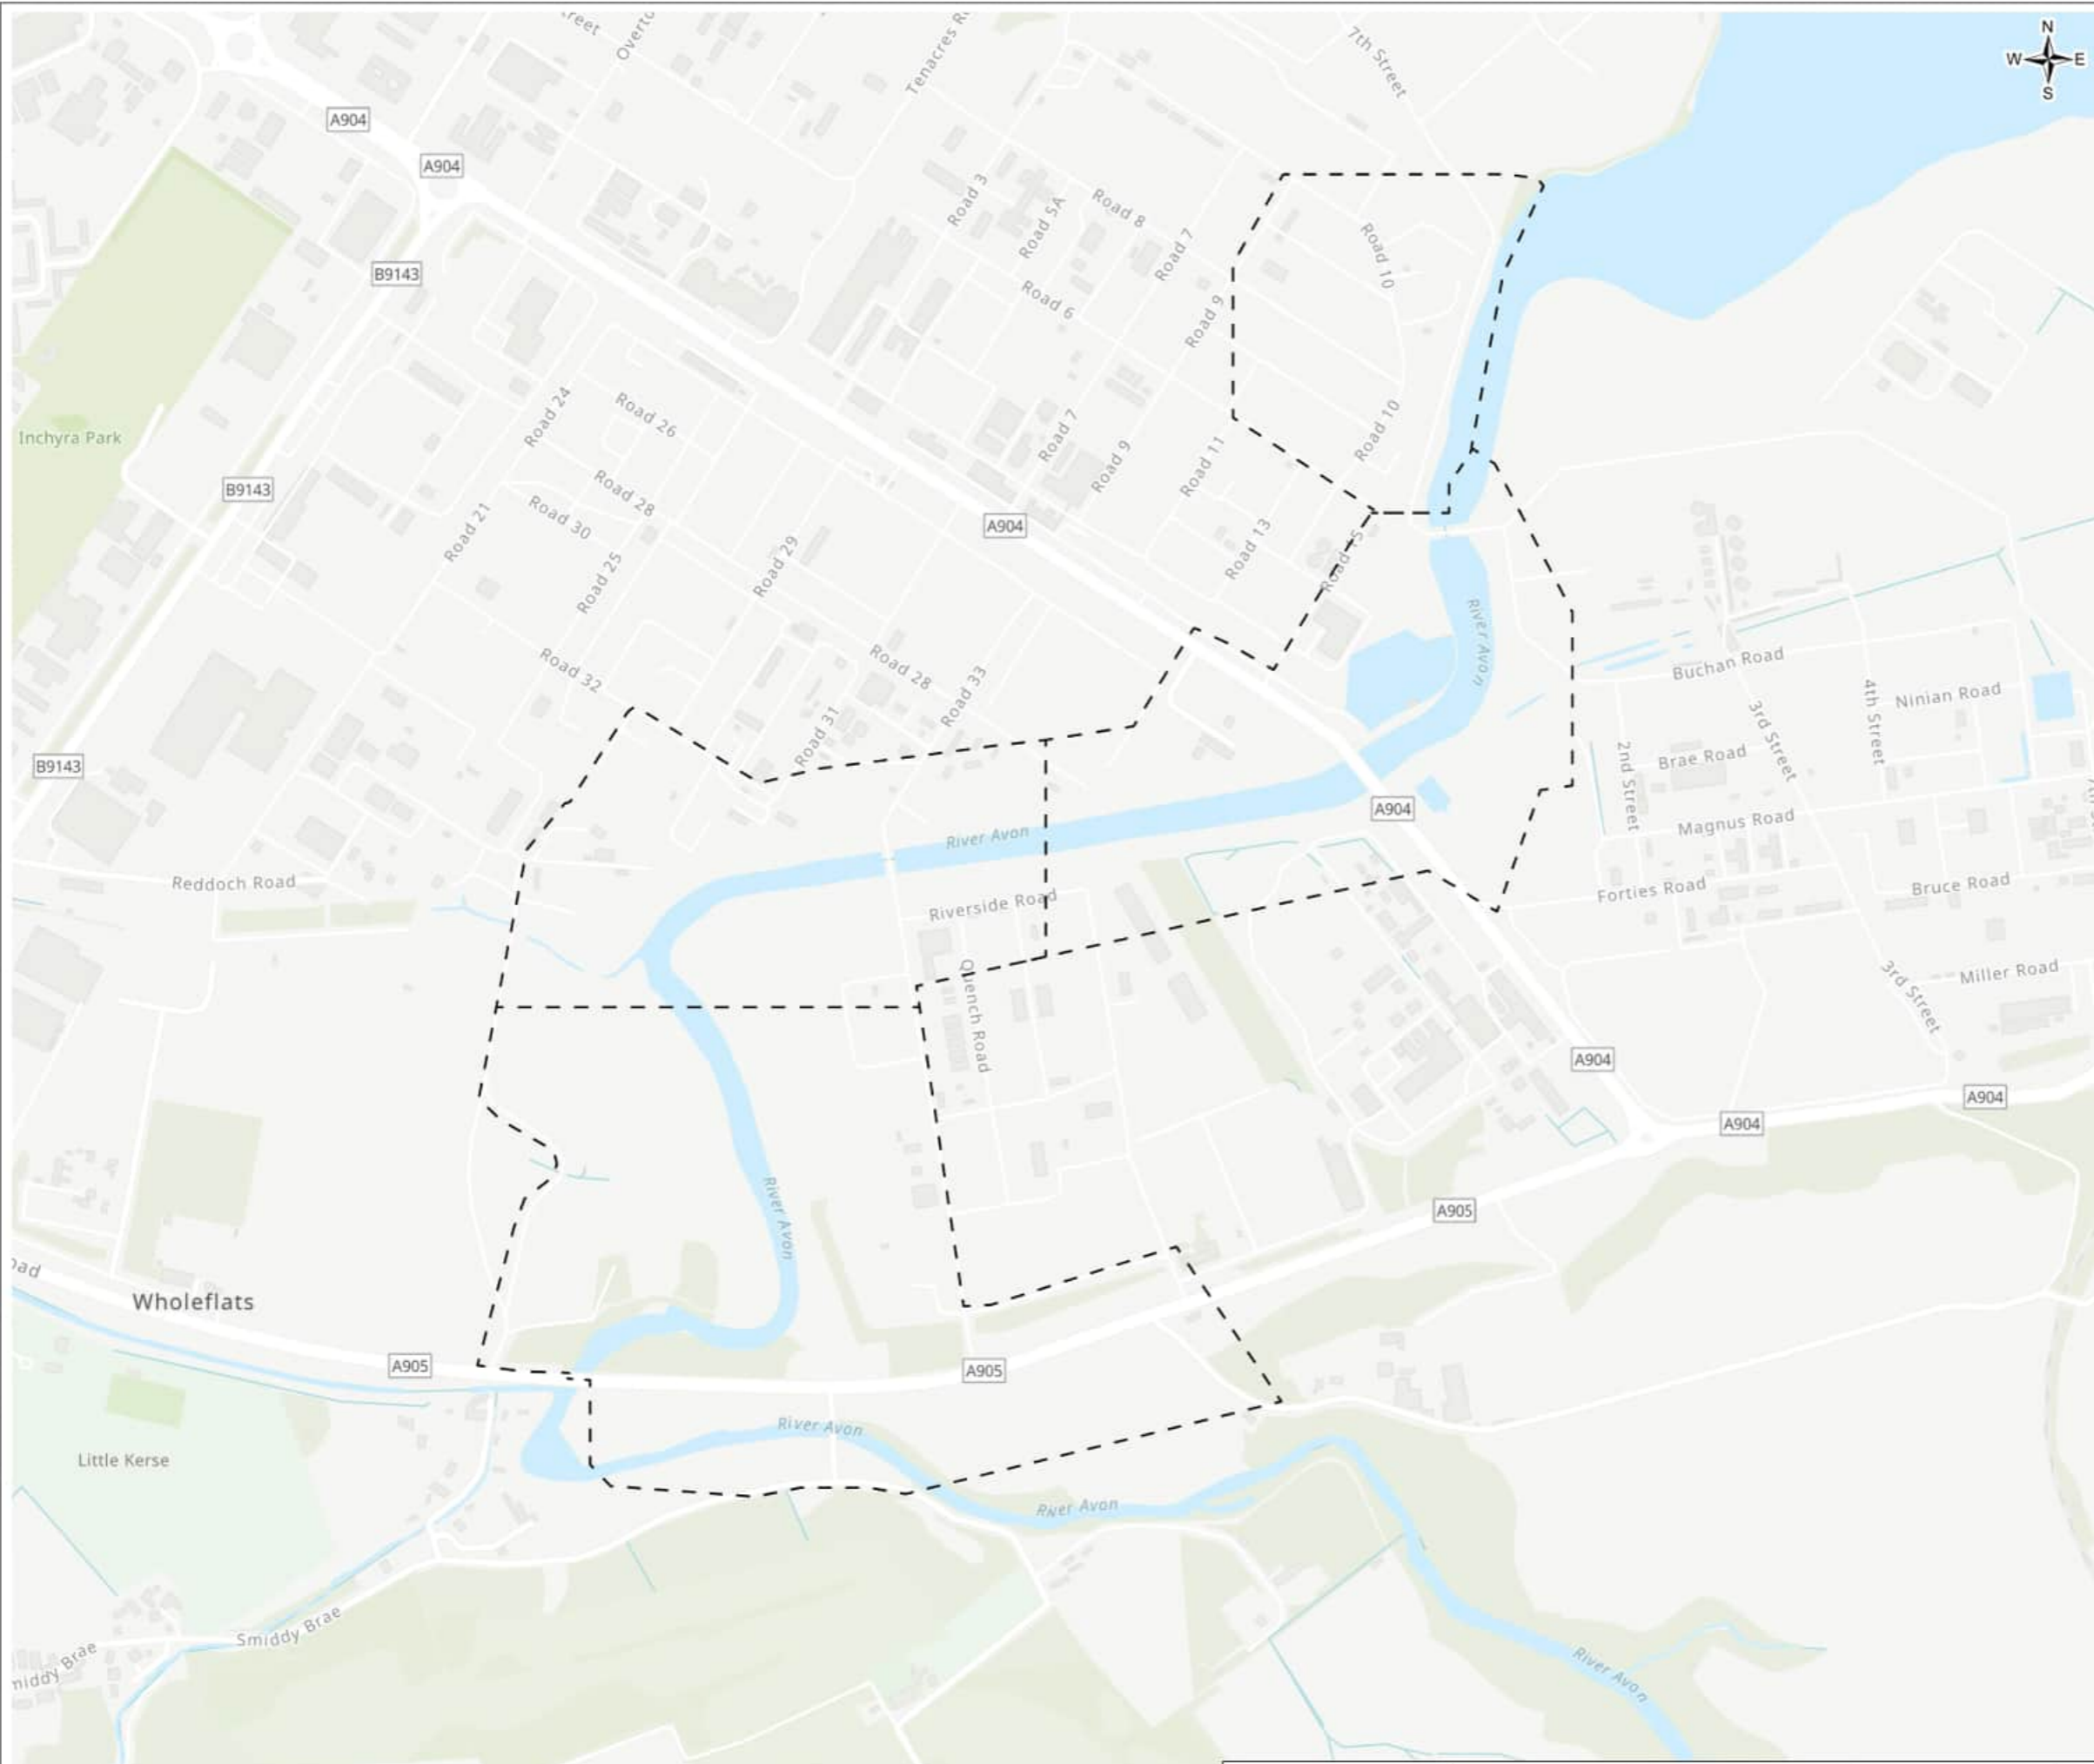 N
W E
S
7th Street
Tenacres
A904
A904
Road 3
Road 5A
Road 8
Road 7
Road 10
B9143
Road 6
Road 9
Road 24
Road 26
Road 7
Road 9
Road 11
Road 10
Inchyra Park
B9143
Road 28
Road 30
Road 21
A904
Road 13
Road 15
Road 29
Road 25
River Avon
Road 32
Road 28
Road 33
Buchan Road
4th Street
Ninian Road
Road 31
3rd Street
2nd Street
Brae Road
B9143
A904
Magnus Road
River Avon
Reddoch Road
Riverside Road
Forties Road
Bruce Road
Quench Road
3rd Street
Miller Road
A904
A904
A904
River Avon
A905
Wholeflats
A905
A905
River Avon
Little Kerse
River Avon
Smiddy Brae
River Avon